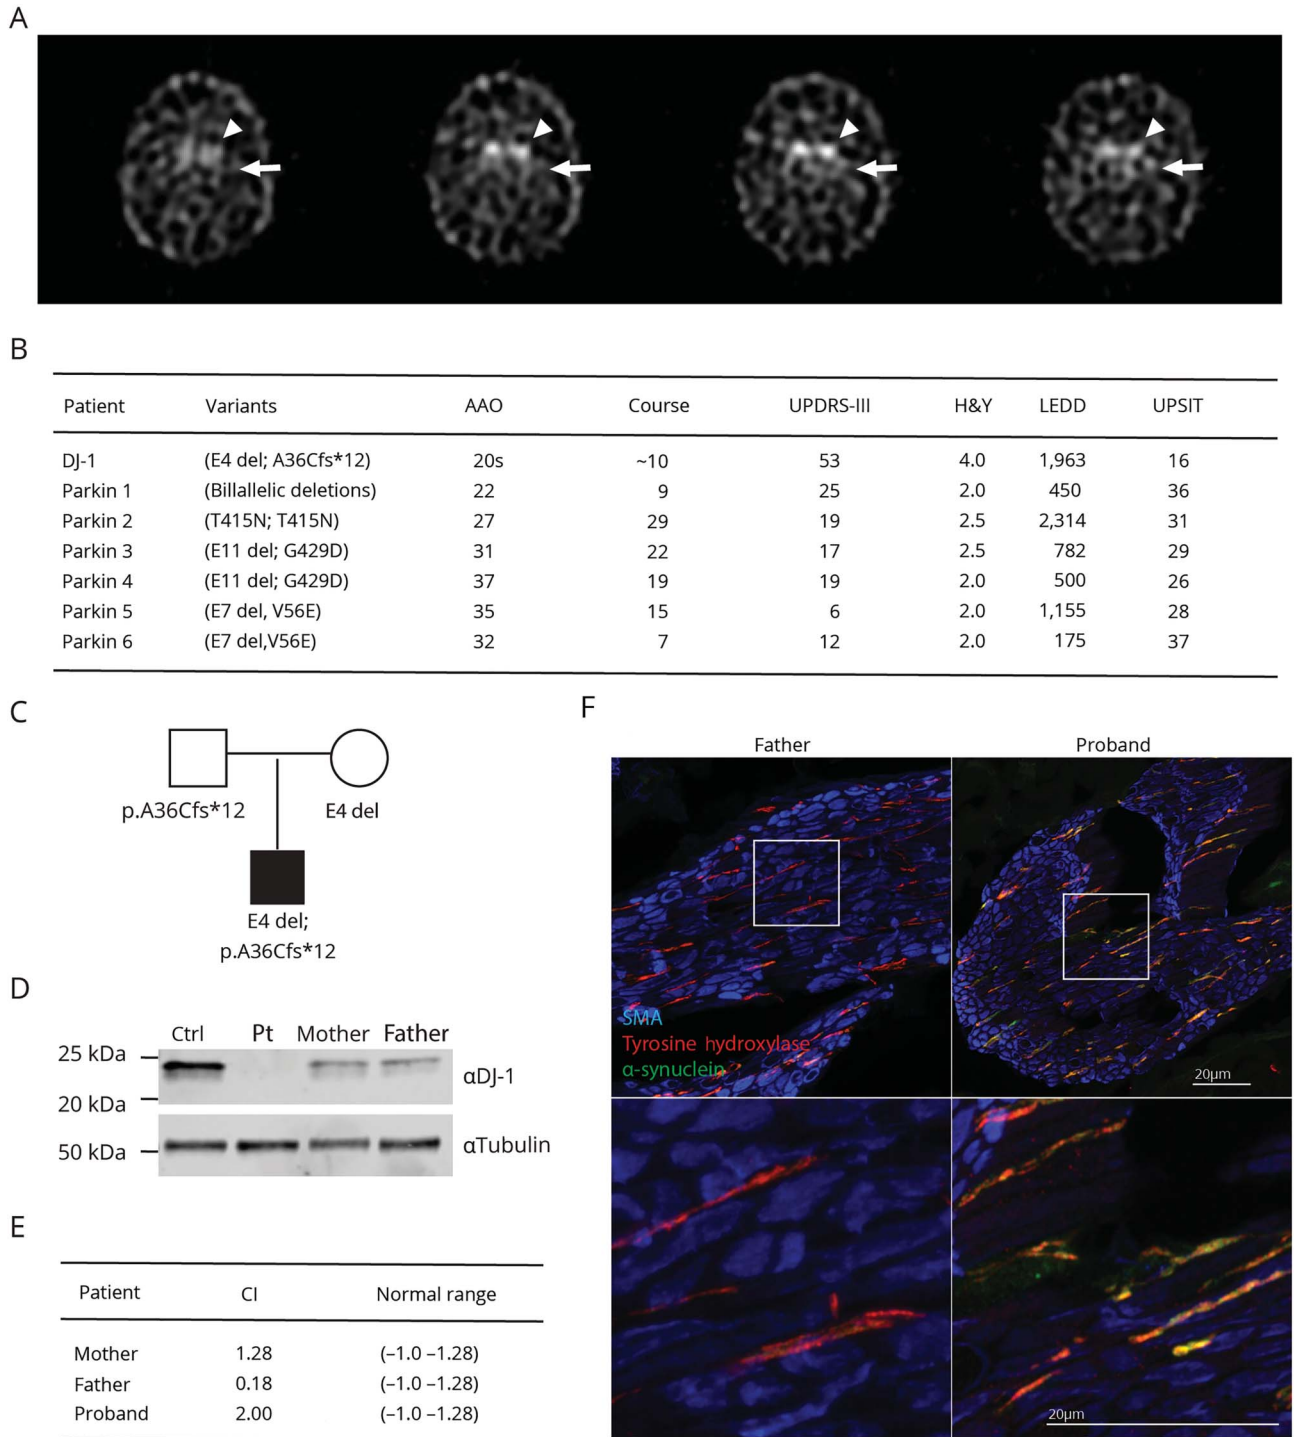 A
B
Patient Variants AAO Course UPDRS-III H&Y LEDD UPSIT
DJ-1 (E4 del; A36Cfs*12) 20s ~10 53 4.0 1,963 16
Parkin 1 (Billallelic deletions) 22 9 25 2.0 450 36
Parkin 2 (T415N; T415N) 27 29 19 2.5 2,314 31
Parkin 3 (E11 del; G429D) 31 22 17 2.5 782 29
Parkin 4 (E11 del; G429D) 37 19 19 2.0 500 26
Parkin 5 (E7 del, V56E) 35 15 6 2.0 1,155 28
Parkin 6 (E7 del,V56E) 32 7 12 2.0 175 37
C
p.A36Cfs*12 E4 del
E4 del;
p.A36Cfs*12
D
Ctrl Pt Mother Father
25 kDa
αDJ-1
20 kDa
50 kDa
αTubulin
E
Patient CI Normal range
Mother 1.28 (–1.0 –1.28)
Father 0.18 (–1.0 –1.28)
Proband 2.00 (–1.0 –1.28)
F
Father Proband
SMA
Tyrosine hydroxylase
α-synuclein
20μm
20μm